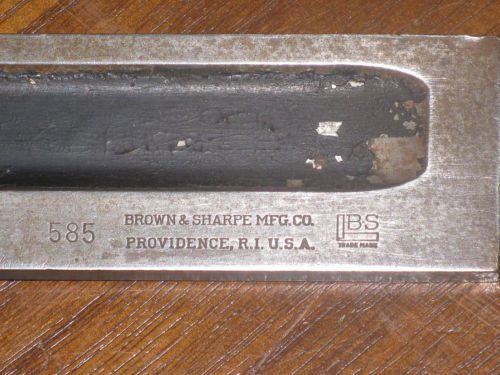 585
BROWN & SHARPE MFG. CO.
PROVIDENCE, R.I. U.S.A.
BS
TRADE MARK